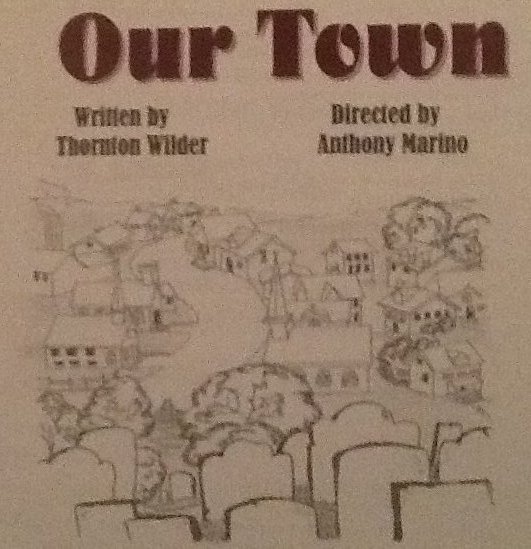 Our Town
Written by
Thornton Wilder
Directed by
Anthony Marino